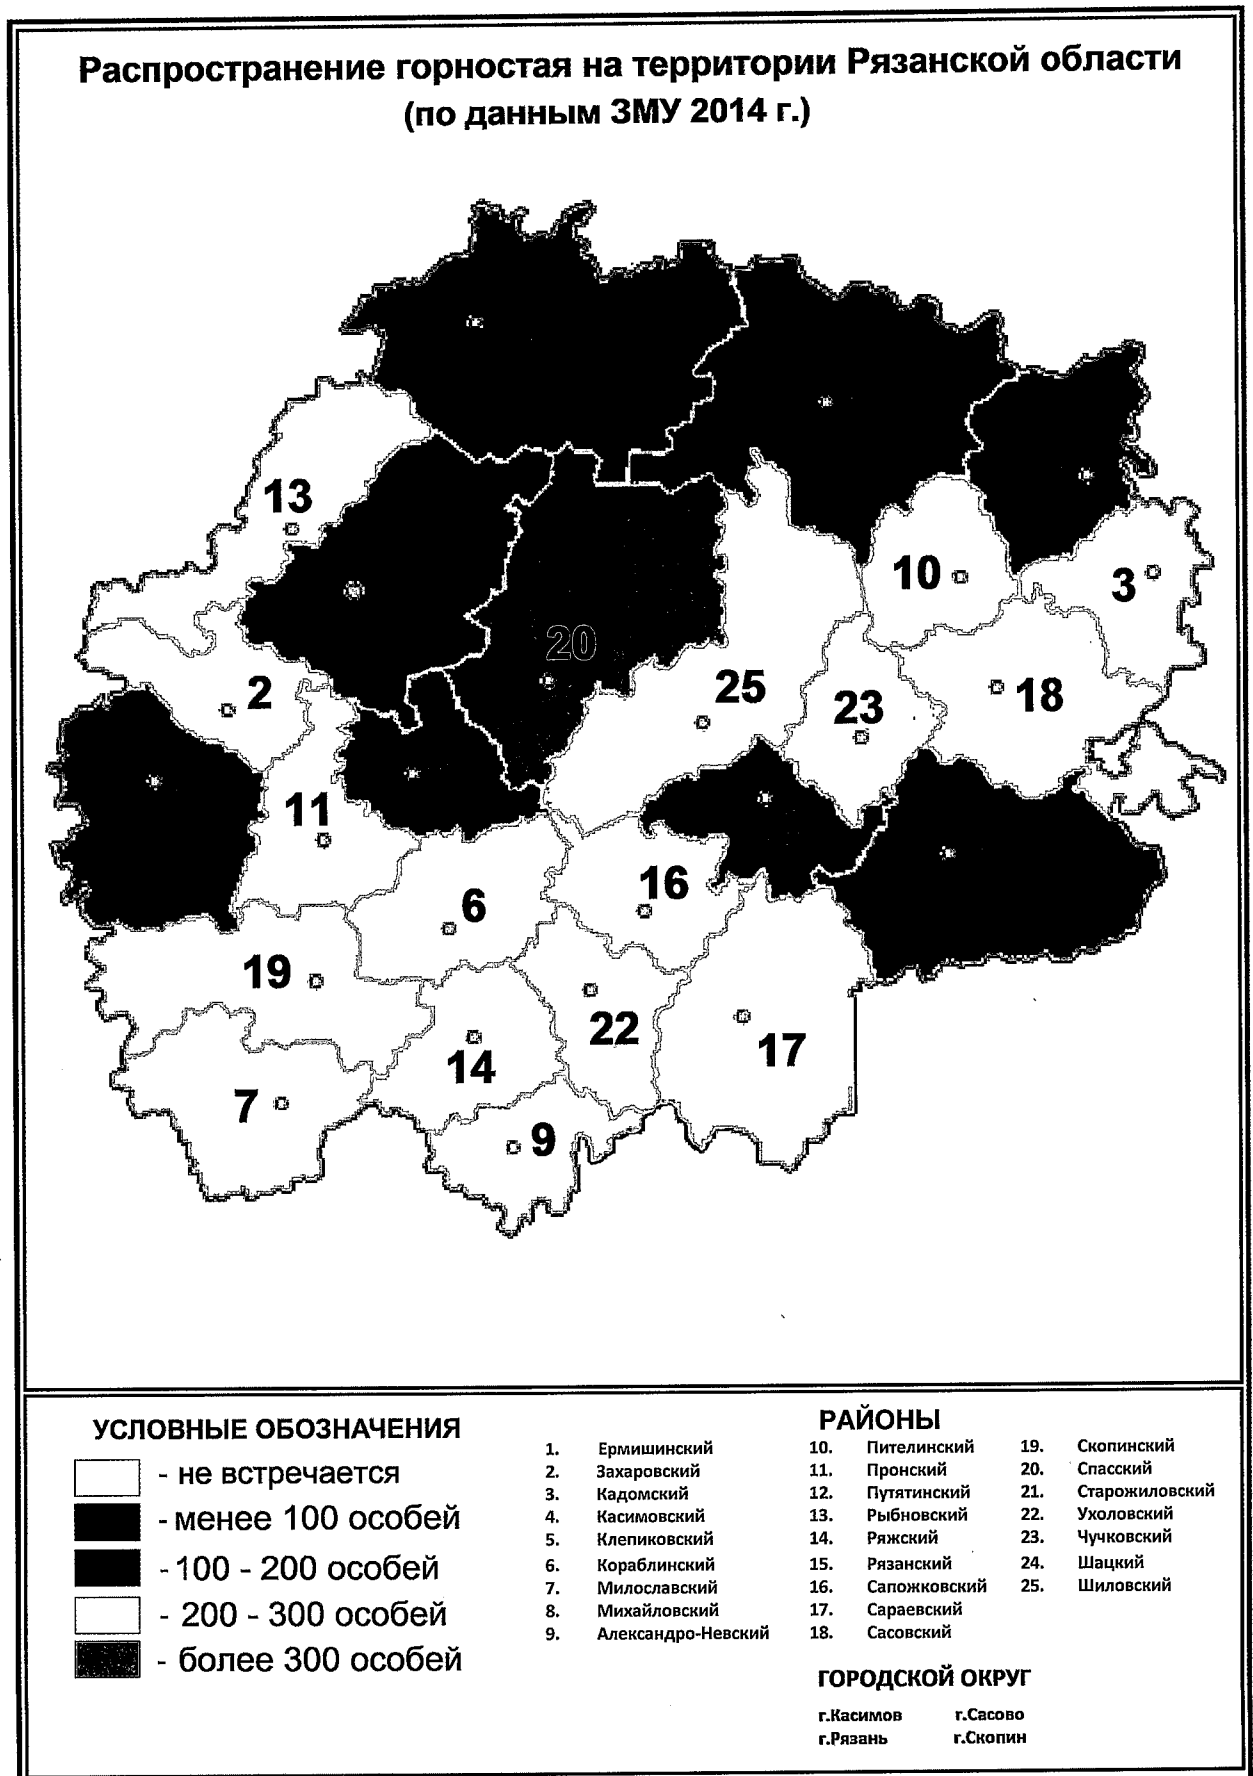 Распространение горностая на территории Рязанской области
(по данным ЗМУ 2014 г.)
13
10
3
20
2
25
23
18
11
16
6
19
22
17
14
7
9
УСЛОВНЫЕ ОБОЗНАЧЕНИЯ
- не встречается
- менее 100 особей
- 100 - 200 особей
- 200 - 300 особей
- более 300 особей
РАЙОНЫ
1. Ермишинский
2. Захаровский
3. Кадомский
4. Касимовский
5. Клепиковский
6. Кораблинский
7. Милославский
8. Михайловский
9. Александро-Невский
10. Пителинский
11. Пронский
12. Путятинский
13. Рыбновский
14. Ряжский
15. Рязанский
16. Сапожковский
17. Сараевский
18. Сасовский
19. Скопинский
20. Спасский
21. Старожиловский
22. Ухоловский
23. Чучковский
24. Шацкий
25. Шиловский
ГОРОДСКОЙ ОКРУГ
г.Касимов г.Сасово
г.Рязань г.Скопин